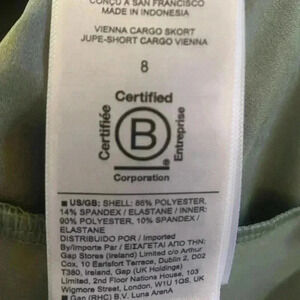 CONÇU À SAN FRANCISCO
MADE IN INDONESIA
VIENNA CARGO SKORT
JUPE-SHORT CARGO VIENNA
8
Certified
Certifiée
B
Entreprise
Corporation
■ US/GB: SHELL: 86% POLYESTER,
14% SPANDEX / ELASTANE / INNER:
90% POLYESTER, 10% SPANDEX /
ELASTANE
DISTRIBUIDO POR / Imported
By/Importe Par / ΕΙΣΑΓΕΤΑΙ ΑΠΟ ΤΗΝ:
Gap Stores (Ireland) Limited c/o Arthur
Cox, 10 Earlsfort Terrace, Dublin 2, D02
T380, Ireland, Gap (UK Holdings)
Limited, 2nd Floor Nations House, 103
Wigmore Street, London, W1U 1QS, UK
■ Gap (RHC) B.V. Luna ArenA